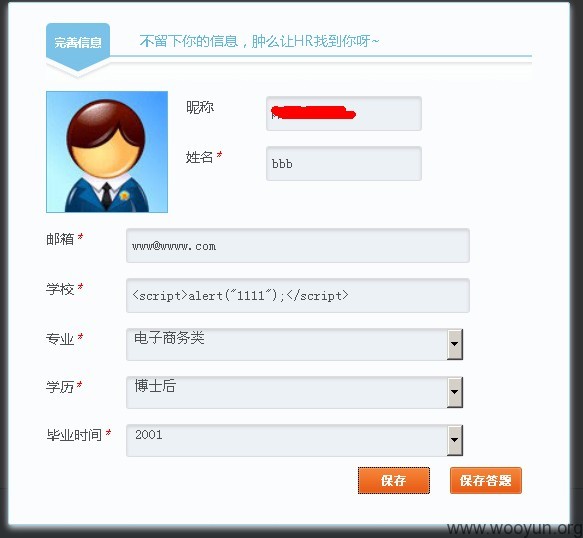 完善信息
不留下你的信息，肿么让HR找到你呀~
昵称
姓名 *
bbb
邮箱 *
www@wwww.com
学校 *
<script>alert("1111");</script>
专业 *
电子商务类
学历 *
博士后
毕业时间 *
2001
保存
保存答题
www.wooyun.org